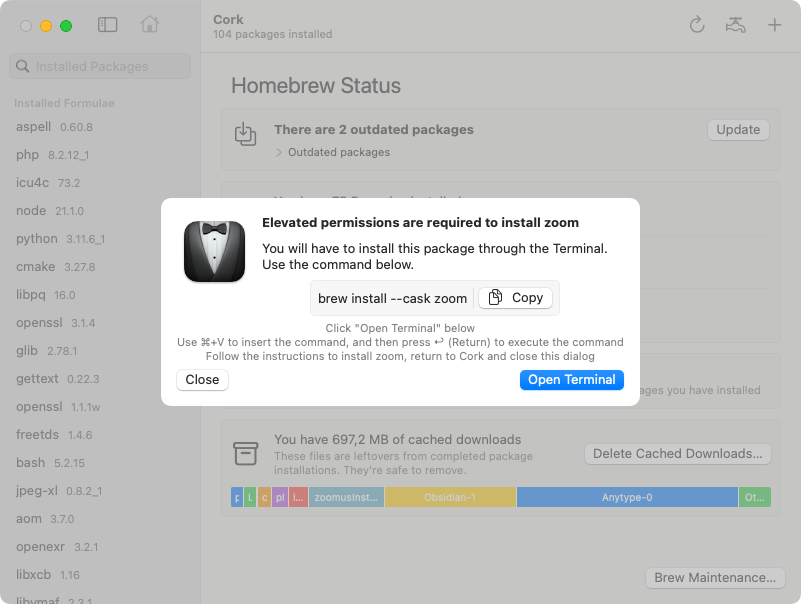 Cork
104 packages installed
Installed Packages
Installed Formulae
aspell 0.60.8
php 8.2.12_1
icu4c 73.2
node 21.1.0
python 3.11.6_1
cmake 3.27.8
libpq 16.0
openssl 3.1.4
glib 2.78.1
gettext 0.22.3
openssl 1.1.1w
freetds 1.4.6
bash 5.2.15
jpeg-xl 0.8.2_1
aom 3.7.0
openexr 3.2.1
libxcb 1.16
libvmaf 2.3.1
Homebrew Status
There are 2 outdated packages
Update
Outdated packages
Elevated permissions are required to install zoom
You will have to install this package through the Terminal.
Use the command below.
brew install --cask zoom
Copy
Click "Open Terminal" below
Use ⌘+V to insert the command, and then press ↩ (Return) to execute the command
Follow the instructions to install zoom, return to Cork and close this dialog
Close
Open Terminal
you have installed
You have 697,2 MB of cached downloads
These files are leftovers from completed package
installations. They're safe to remove.
Delete Cached Downloads...
p L c pl l... zoomusInst... Obsidian-1 Anytype-0 Ot...
Brew Maintenance...